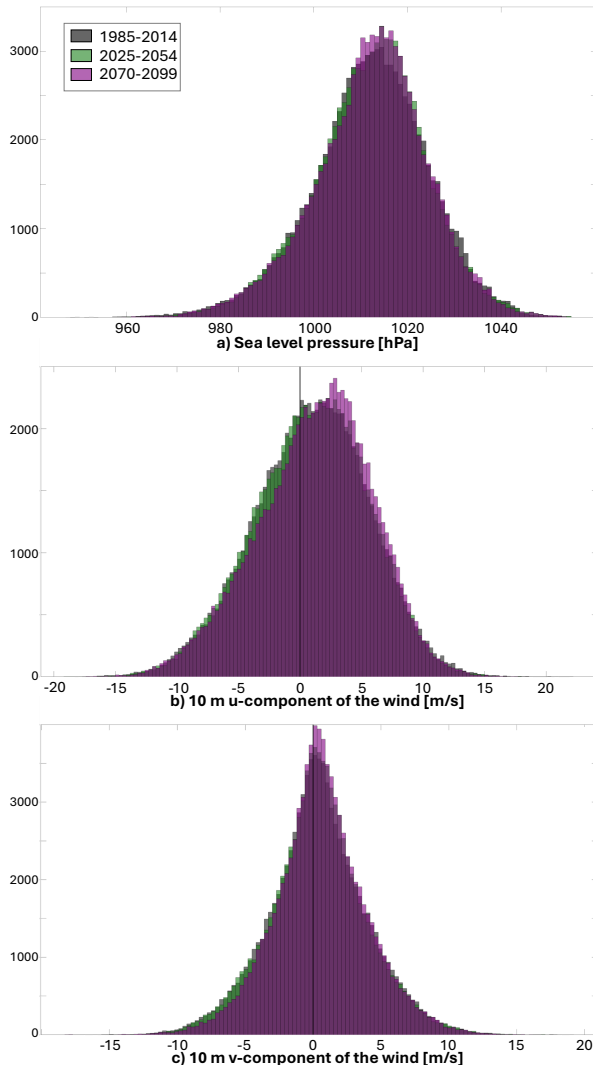 3000
1985-2014
2025-2054
2070-2099
2000
1000
0
960 980 1000 1020 1040
a) Sea level pressure [hPa]
2000
1000
0
-20 -15 -10 -5 0 5 10 15 20
b) 10 m u-component of the wind [m/s]
3000
2000
1000
0
-15 -10 -5 0 5 10 15 20
c) 10 m v-component of the wind [m/s]